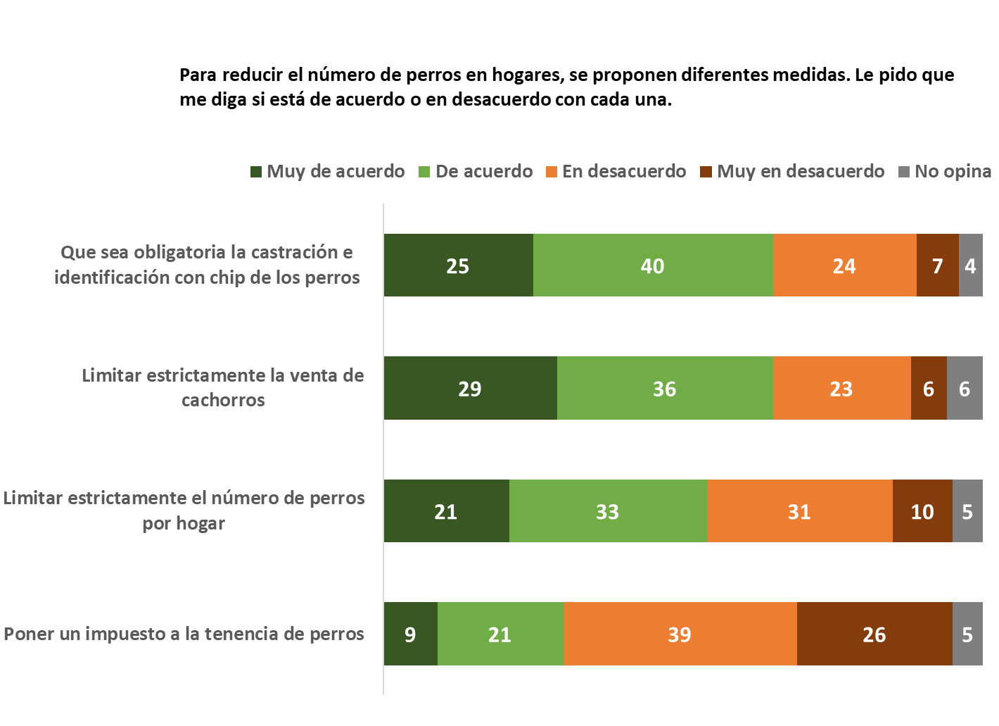 Para reducir el número de perros en hogares, se proponen diferentes medidas. Le pido que
me diga si está de acuerdo o en desacuerdo con cada una.
Muy de acuerdo De acuerdo En desacuerdo Muy en desacuerdo No opina
Que sea obligatoria la castración e
identificación con chip de los perros
25 40 24 7 4
Limitar estrictamente la venta de
cachorros
29 36 23 6 6
Limitar estrictamente el número de perros
por hogar
21 33 31 10 5
Poner un impuesto a la tenencia de perros
9 21 39 26 5